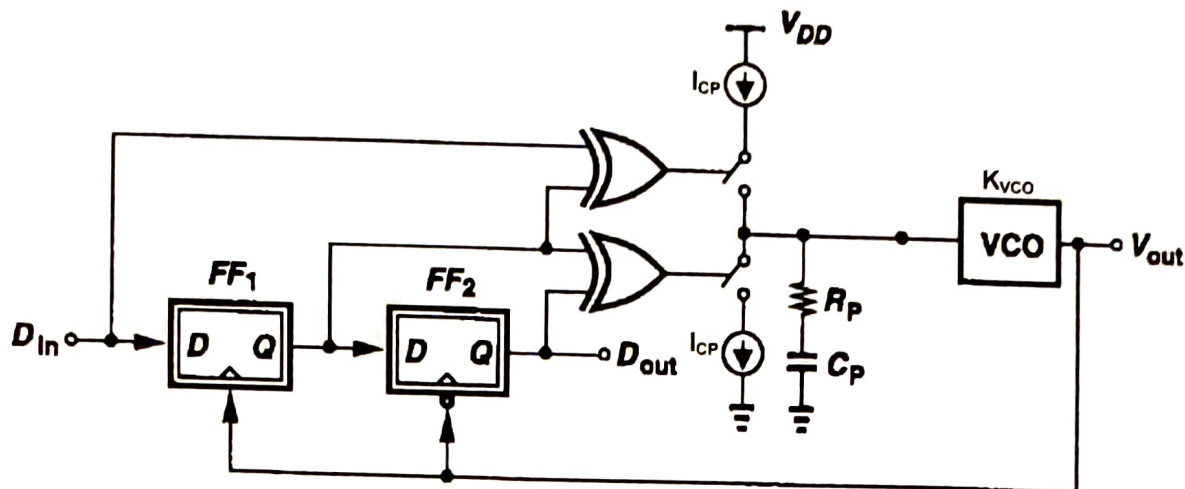 V_DD
I_CP
K_VCO
VCO
V_out
FF_1
FF_2
D_In
D Q
D Q
D_out
R_P
I_CP
C_P